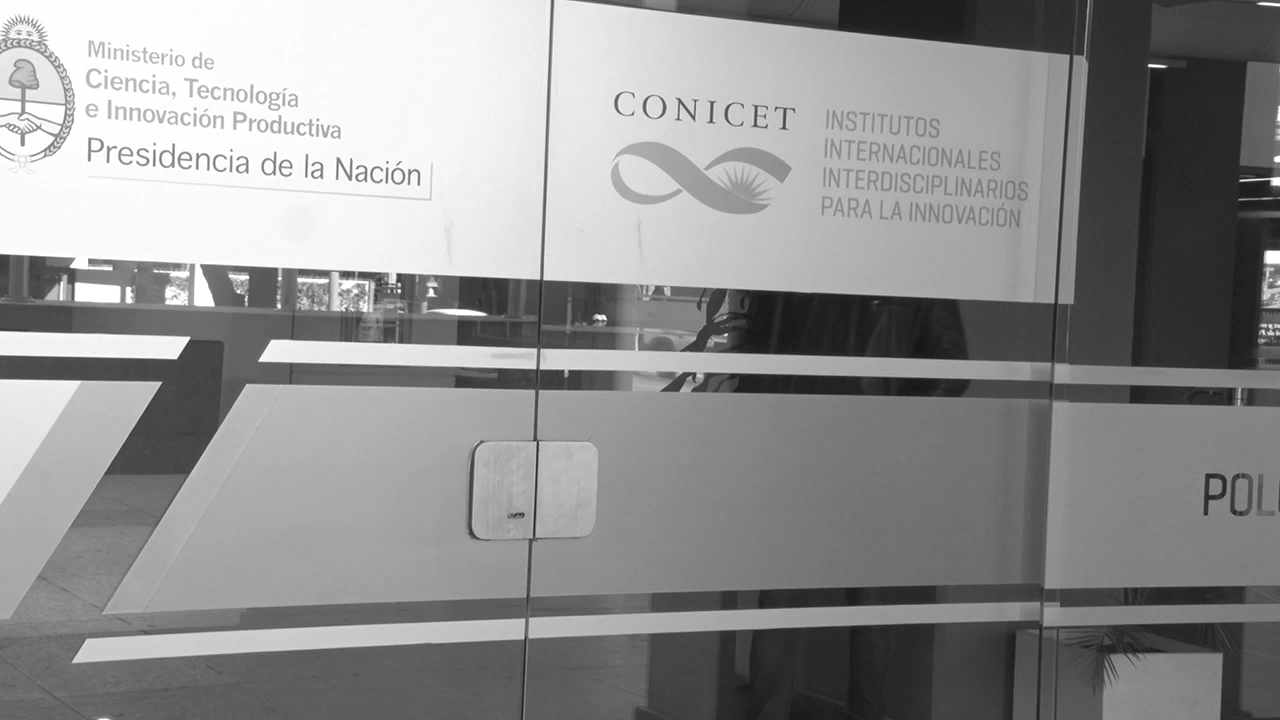 Ministerio de
Ciencia, Tecnología
e Innovación Productiva
Presidencia de la Nación
CONICET
INSTITUTOS
INTERNACIONALES
INTERDISCIPLINARIOS
PARA LA INNOVACIÓN